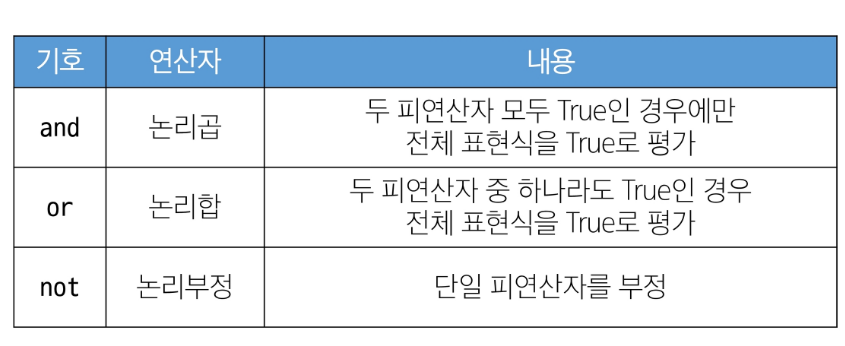 기호 연산자 내용
and 논리곱 두 피연산자 모두 True인 경우에만
전체 표현식을 True로 평가
or 논리합 두 피연산자 중 하나라도 True인 경우
전체 표현식을 True로 평가
not 논리부정 단일 피연산자를 부정